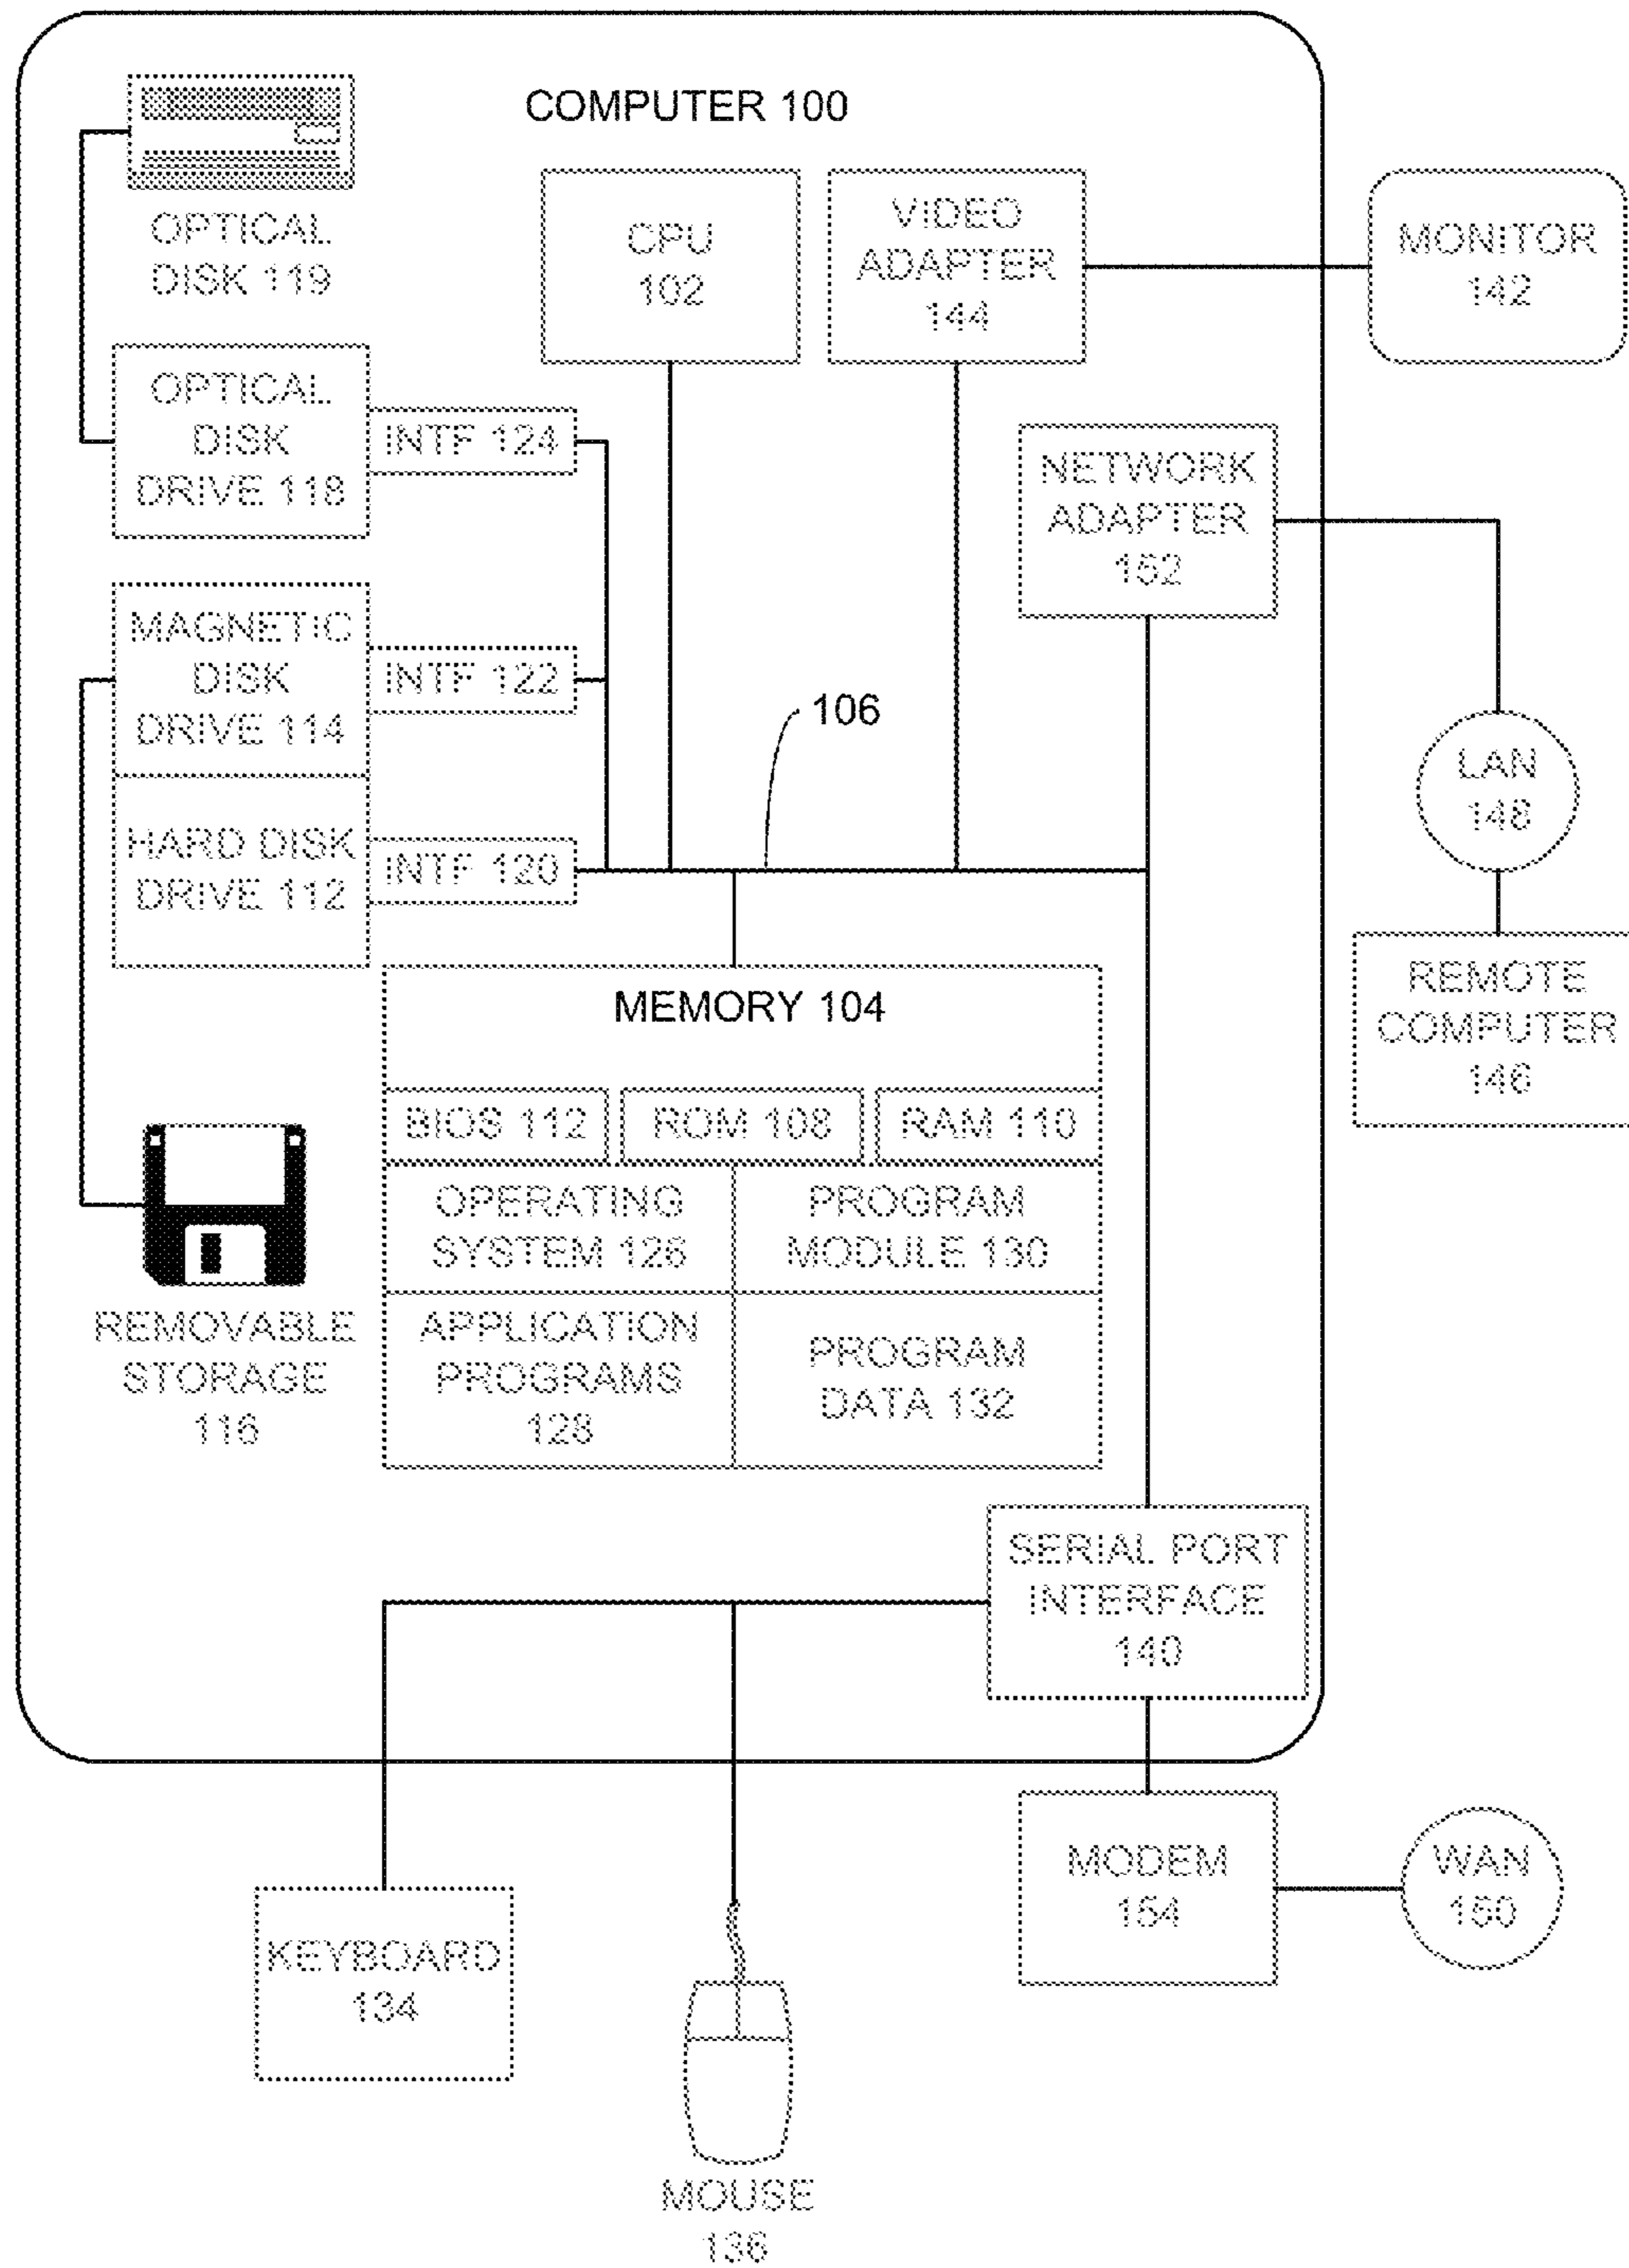 COMPUTER 100
OPTICAL
DISK 119
CPU
102
VIDEO
ADAPTER
144
MONITOR
142
OPTICAL
DISK
DRIVE 118
INTF 124
NETWORK
ADAPTER
152
MAGNETIC
DISK
DRIVE 114
INTF 122
106
LAN
148
HARD DISK
DRIVE 112
INTF 120
REMOTE
COMPUTER
146
MEMORY 104
BIOS 112
ROM 108
RAM 110
OPERATING
SYSTEM 126
PROGRAM
MODULE 130
REMOVABLE
STORAGE
116
APPLICATION
PROGRAMS
128
PROGRAM
DATA 132
SERIAL PORT
INTERFACE
140
MODEM
154
WAN
150
KEYBOARD
134
MOUSE
136